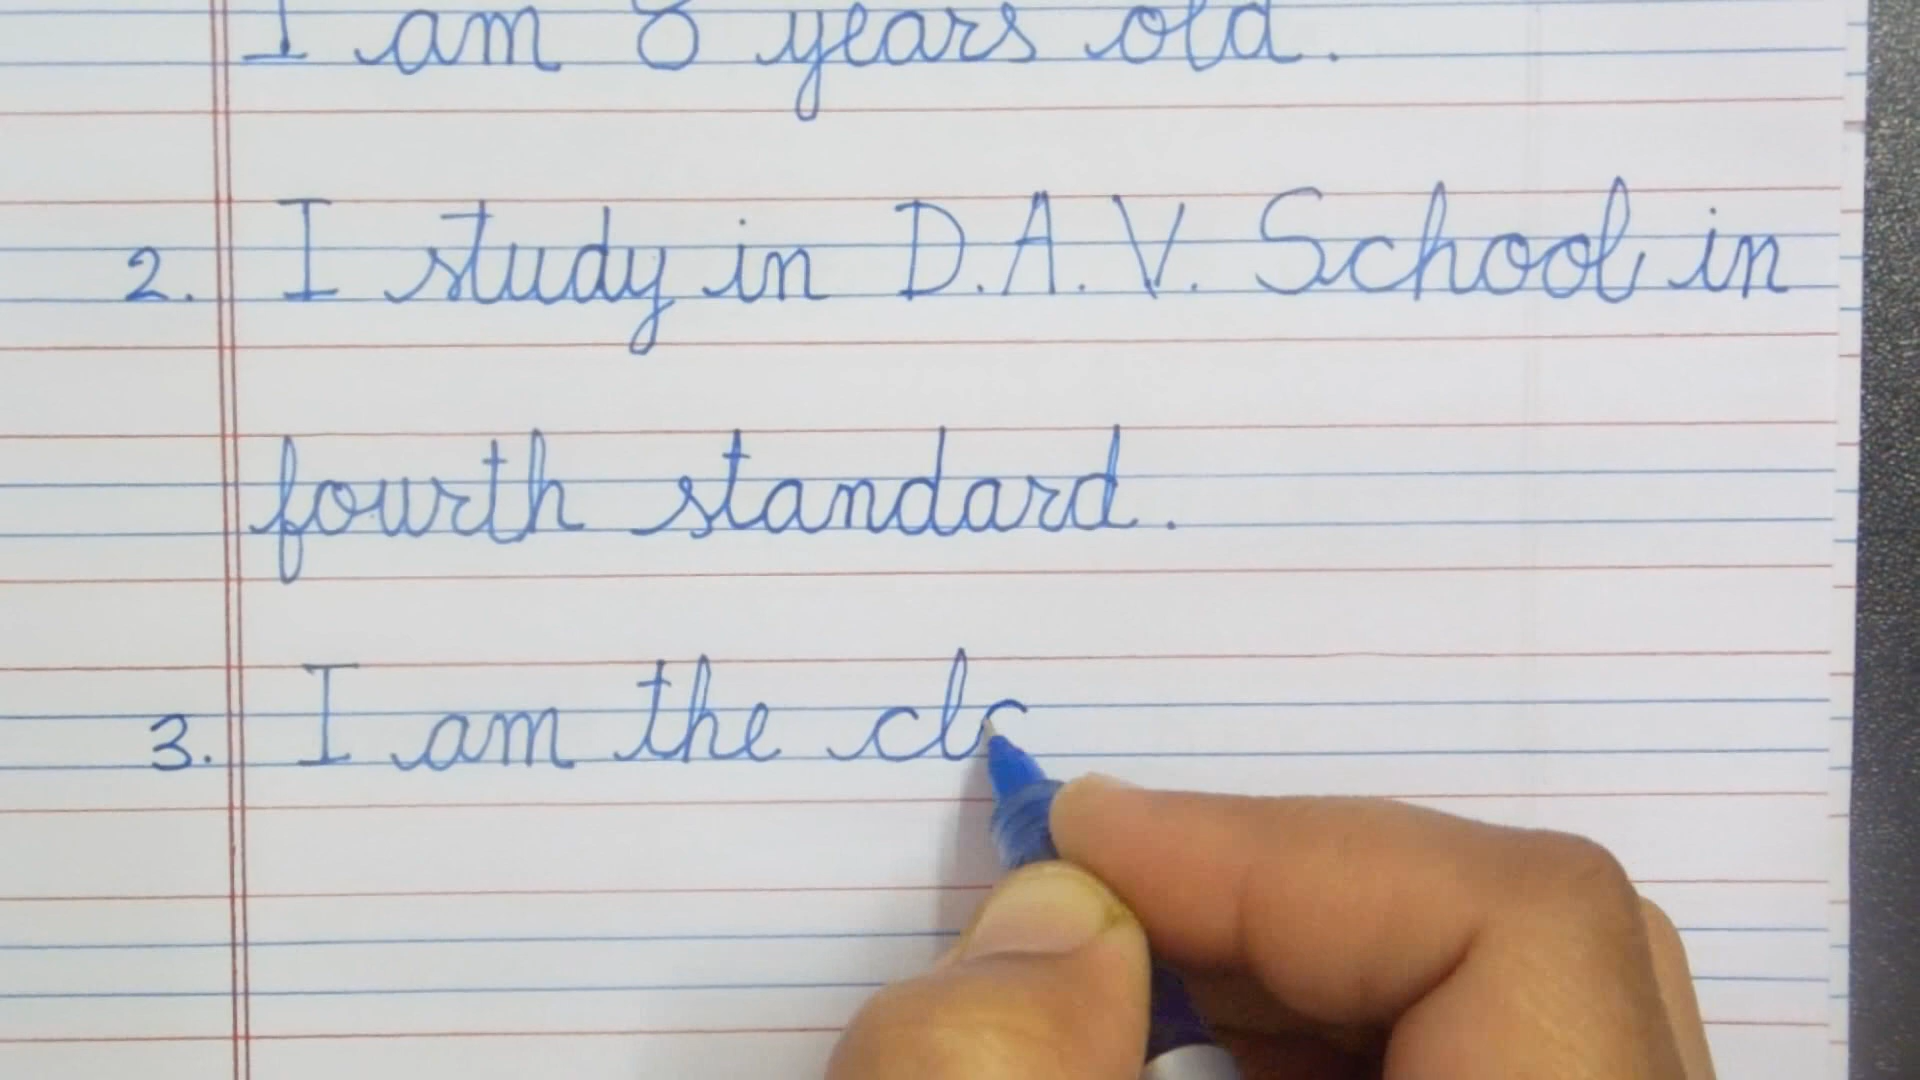 I am 8 years old.
2. I study in D.A.V. School in
fourth standard.
3. I am the